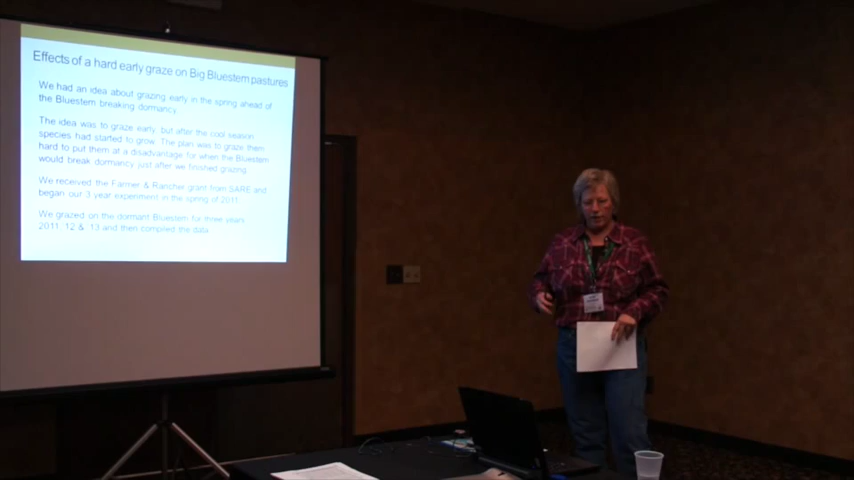 Effects of a hard early graze on Big Bluestem pastures
We had an idea about grazing early in the spring ahead of
the Bluestem breaking dormancy.
The idea was to graze early, but after the cool season
species had started to grow. The plan was to graze them
hard to put them at a disadvantage for when the Bluestem
would break dormancy just after we finished grazing.
We received the Farmer & Rancher grant from SARE and
began our 3 year experiment in the spring of 2011.
We grazed on the dormant Bluestem for three years
2011, 12 & 13 and then compiled the data.